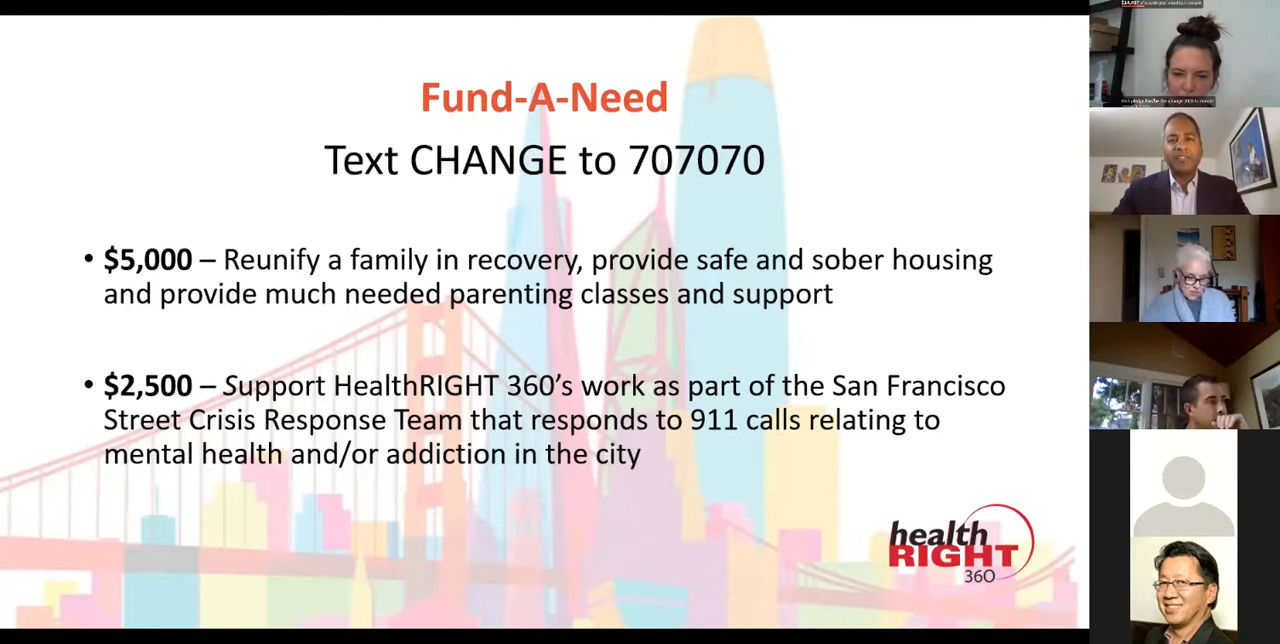 Fund-A-Need
Text CHANGE to 707070
• $5,000 – Reunify a family in recovery, provide safe and sober housing
and provide much needed parenting classes and support
• $2,500 – Support HealthRIGHT 360’s work as part of the San Francisco
Street Crisis Response Team that responds to 911 calls relating to
mental health and/or addiction in the city
health
RIGHT
360